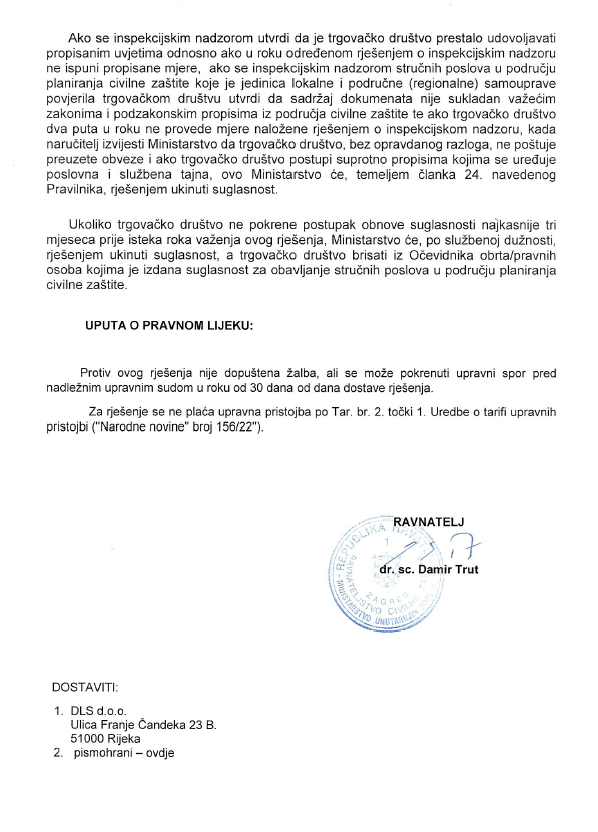 Ako se inspekcijskim nadzorom utvrdi da je trgovačko društvo prestalo udovoljavati
propisanim uvjetima odnosno ako u roku određenom rješenjem o inspekcijskim nadzoru
ne ispuni propisane mjere, ako se inspekcijskim nadzorom stručnih poslova u području
planiranja civilne zaštite koje je jedinica lokalne i područne (regionalne) samouprave
povjerila trgovačkom društvu utvrdi da sadržaj dokumenata nije sukladan važećim
zakonima i podzakonskim propisima iz područja civilne zaštite te ako trgovačko društvo
dva puta u roku ne provede mjere naložene rješenjem o inspekcijskom nadzoru, kada
naručitelj izvijesti Ministarstvo da trgovačko društvo, bez opravdanog razloga, ne poštuje
preuzete obveze i ako trgovačko društvo postupi suprotno propisima kojima se uređuje
poslovna i službena tajna, ovo Ministarstvo će, temeljem članka 24. navedenog
Pravilnika, rješenjem ukinuti suglasnost.
Ukoliko trgovačko društvo ne pokrene postupak obnove suglasnosti najkasnije tri
mjeseca prije isteka roka važenja ovog rješenja, Ministarstvo će, po službenoj dužnosti,
rješenjem ukinuti suglasnost, a trgovačko društvo brisati iz Očevidnika obrta/pravnih
osoba kojima je izdana suglasnost za obavljanje stručnih poslova u području planiranja
civilne zaštite.
UPUTA O PRAVNOM LIJEKU:
Protiv ovog rješenja nije dopuštena žalba, ali se može pokrenuti upravni spor pred
nadležnim upravnim sudom u roku od 30 dana od dana dostave rješenja.
Za rješenje se ne plaća upravna pristojba po Tar. br. 2. točki 1. Uredbe o tarifi upravnih
pristojbi ("Narodne novine" broj 156/22").
RAVNATELJ
dr. sc. Damir Trut
REPUBLIKA
MINISTARSTVO UNUTARNJIH
RAVNATELJSTVO CIVILNE
ZAGREB
1
DOSTAVITI:
1. DLS d.o.o.
Ulica Franje Čandeka 23 B.
51000 Rijeka
2. pismohrani – ovdje